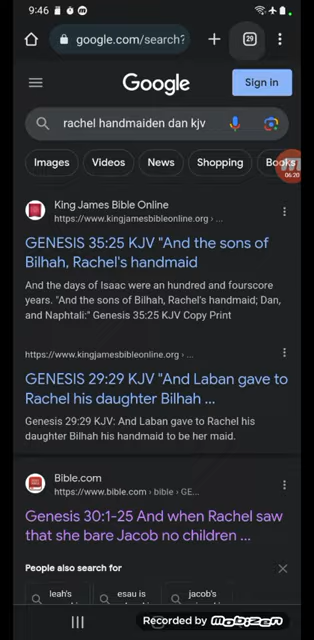 9:46
google.com/search?
29
Google
Sign in
rachel handmaiden dan kjv
Images Videos News Shopping Books
06:20
King James Bible Online
https://www.kingjamesbibleonline.org › ...
GENESIS 35:25 KJV "And the sons of
Bilhah, Rachel's handmaid
And the days of Isaac were an hundred and fourscore
years. "And the sons of Bilhah, Rachel's handmaid; Dan,
and Naphtali:" Genesis 35:25 KJV Copy Print
https://www.kingjamesbibleonline.org › ...
GENESIS 29:29 KJV "And Laban gave to
Rachel his daughter Bilhah ...
Genesis 29:29 KJV: And Laban gave to Rachel his
daughter Bilhah his handmaid to be her maid.
Bible.com
https://www.bible.com › bible › GE...
Genesis 30:1-25 And when Rachel saw
that she bare Jacob no children ...
People also search for
leah's esau is jacob's
Recorded by mobizen